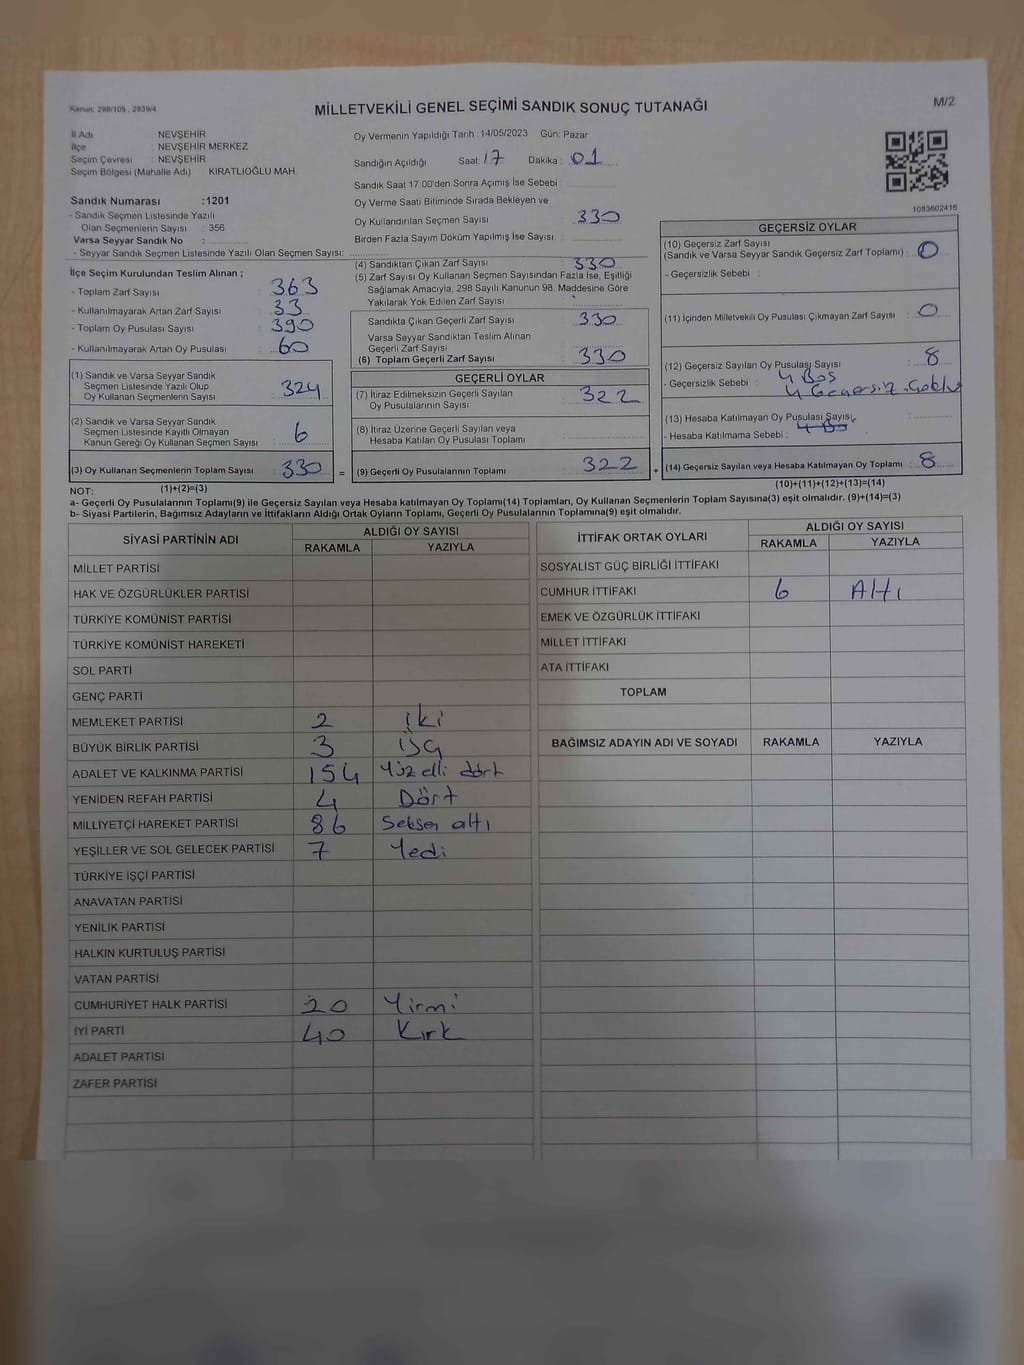 Kanun. 298/105 , 2839/4
MİLLETVEKİLİ GENEL SEÇİMİ SANDIK SONUÇ TUTANAĞI
M/2
İl Adı : NEVŞEHİR
İlçe : NEVŞEHİR MERKEZ
Seçim Çevresi : NEVŞEHİR
Seçim Bölgesi (Mahalle Adı) KIRATLIOĞLU MAH.
Sandık Numarası :1201
- Sandık Seçmen Listesinde Yazılı
Olan Seçmenlerin Sayısı : 356
Varsa Seyyar Sandık No :
- Seyyar Sandık Seçmen Listesinde Yazılı Olan Seçmen Sayısı:
Oy Vermenin Yapıldığı Tarih :14/05/2023 Gün: Pazar
Sandığın Açıldığı Saat: 17 Dakika : 01
Sandık Saat 17.00'den Sonra Açılmış İse Sebebi :
Oy Verme Saati Bitiminde Sırada Bekleyen ve
Oy Kullandırılan Seçmen Sayısı : 330
Birden Fazla Sayım Döküm Yapılmış İse Sayısı :
1083602416
İlçe Seçim Kurulundan Teslim Alınan ;
- Toplam Zarf Sayısı : 363
- Kullanılmayarak Artan Zarf Sayısı : 33
- Toplam Oy Pusulası Sayısı : 390
- Kullanılmayarak Artan Oy Pusulası : 60
(1) Sandık ve Varsa Seyyar Sandık
Seçmen Listesinde Yazılı Olup
Oy Kullanan Seçmenlerin Sayısı : 324
(2) Sandık ve Varsa Seyyar Sandık
Seçmen Listesinde Kayıtlı Olmayan
Kanun Gereği Oy Kullanan Seçmen Sayısı : 6
(3) Oy Kullanan Seçmenlerin Toplam Sayısı : 330
(1)+(2)=(3)
(4) Sandıktan Çıkan Zarf Sayısı : 330
(5) Zarf Sayısı Oy Kullanan Seçmen Sayısından Fazla İse, Eşitliği
Sağlamak Amacıyla, 298 Sayılı Kanunun 98. Maddesine Göre
Yakılarak Yok Edilen Zarf Sayısı :
Sandıkta Çıkan Geçerli Zarf Sayısı : 330
Varsa Seyyar Sandıktan Teslim Alınan
Geçerli Zarf Sayısı :
(6) Toplam Geçerli Zarf Sayısı : 330
GEÇERLİ OYLAR
(7) İtiraz Edilmeksizin Geçerli Sayılan
Oy Pusulalarının Sayısı : 322
(8) İtiraz Üzerine Geçerli Sayılan veya
Hesaba Katılan Oy Pusulası Toplamı :
= (9) Geçerli Oy Pusulalarının Toplamı : 322 +
GEÇERSİZ OYLAR
(10) Geçersiz Zarf Sayısı
(Sandık ve Varsa Seyyar Sandık Geçersiz Zarf Toplamı) : 0
- Geçersizlik Sebebi :
(11) İçinden Milletvekili Oy Pusulası Çıkmayan Zarf Sayısı : 0
(12) Geçersiz Sayılan Oy Pusulası Sayısı : 8
4 Boş
- Geçersizlik Sebebi : 4 Geçersiz
(13) Hesaba Katılmayan Oy Pusulası Sayısı :
- Hesaba Katılmama Sebebi :
(14) Geçersiz Sayılan veya Hesaba Katılmayan Oy Toplamı : 8
(10)+(11)+(12)+(13)=(14)
NOT:
a- Geçerli Oy Pusulalarının Toplamı(9) ile Geçersiz Sayılan veya Hesaba katılmayan Oy Toplamı(14) Toplamları, Oy Kullanan Seçmenlerin Toplam Sayısına(3) eşit olmalıdır. (9)+(14)=(3)
b- Siyasi Partilerin, Bağımsız Adayların ve İttifakların Aldığı Ortak Oyların Toplamı, Geçerli Oy Pusulalarının Toplamına(9) eşit olmalıdır.
SİYASİ PARTİNİN ADI
ALDIĞI OY SAYISI
RAKAMLA YAZIYLA
MİLLET PARTİSİ
HAK VE ÖZGÜRLÜKLER PARTİSİ
TÜRKİYE KOMÜNİST PARTİSİ
TÜRKİYE KOMÜNİST HAREKETİ
SOL PARTİ
GENÇ PARTİ
MEMLEKET PARTİSİ 2 iki
BÜYÜK BİRLİK PARTİSİ 3 üç
ADALET VE KALKINMA PARTİSİ 154 Yüz elli dört
YENİDEN REFAH PARTİSİ 4 Dört
MİLLİYETÇİ HAREKET PARTİSİ 86 Seksen altı
YEŞİLLER VE SOL GELECEK PARTİSİ 7 Yedi
TÜRKİYE İŞÇİ PARTİSİ
ANAVATAN PARTİSİ
YENİLİK PARTİSİ
HALKIN KURTULUŞ PARTİSİ
VATAN PARTİSİ
CUMHURİYET HALK PARTİSİ 20 Yirmi
İYİ PARTİ 40 Kırk
ADALET PARTİSİ
ZAFER PARTİSİ
İTTİFAK ORTAK OYLARI
ALDIĞI OY SAYISI
RAKAMLA YAZIYLA
SOSYALİST GÜÇ BİRLİĞİ İTTİFAKI
CUMHUR İTTİFAKI 6 Altı
EMEK VE ÖZGÜRLÜK İTTİFAKI
MİLLET İTTİFAKI
ATA İTTİFAKI
TOPLAM
BAĞIMSIZ ADAYIN ADI VE SOYADI RAKAMLA YAZIYLA